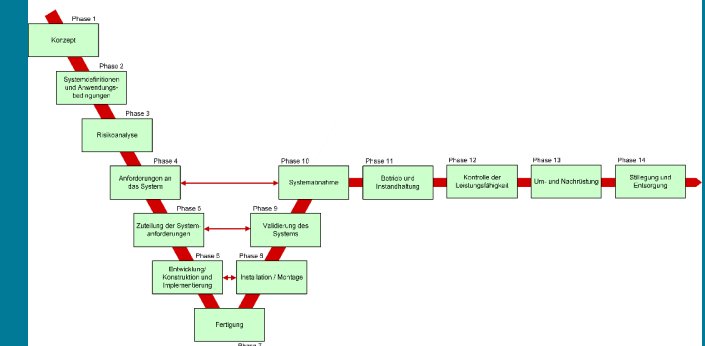 Phase 1
Konzept
Phase 2
Systemdefinitionen
und Anwendungs-
bedingungen
Phase 3
Risikoanalyse
Phase 4
Anforderungen an
das System
Phase 5
Zuteilung der System-
anforderungen
Phase 6
Entwicklung/
Konstruktion und
Implementierung
Fertigung
Phase 7
Phase 8
Installation / Montage
Phase 9
Validierung des
Systems
Phase 10
Systemabnahme
Phase 11
Betrieb und
Instandhaltung
Phase 12
Kontrolle der
Leistungsfähigkeit
Phase 13
Um- und Nachrüstung
Phase 14
Stilllegung und
Entsorgung